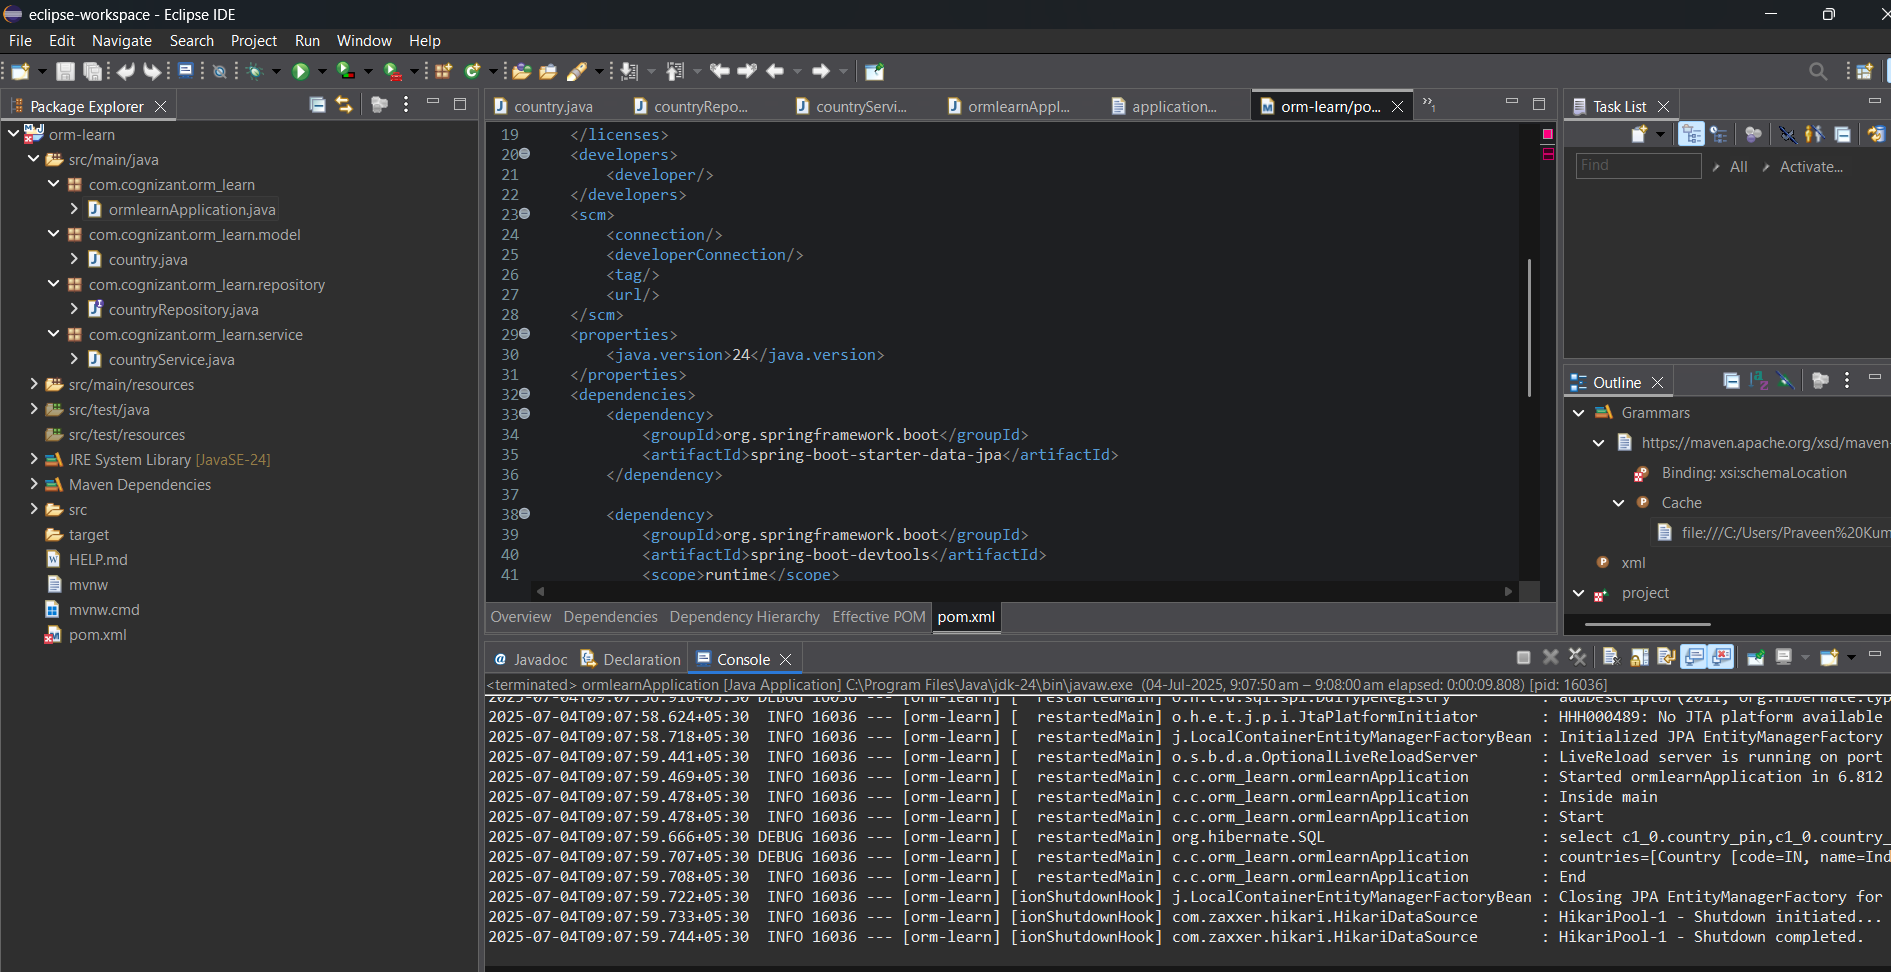 eclipse-workspace - Eclipse IDE
File Edit Navigate Search Project Run Window Help
Package Explorer
orm-learn
src/main/java
com.cognizant.orm_learn
ormlearnApplication.java
com.cognizant.orm_learn.model
country.java
com.cognizant.orm_learn.repository
countryRepository.java
com.cognizant.orm_learn.service
countryService.java
src/main/resources
src/test/java
src/test/resources
JRE System Library [JavaSE-24]
Maven Dependencies
src
target
HELP.md
mvnw
mvnw.cmd
pom.xml
country.java countryRepo... countryServi... ormlearnAppl... application... orm-learn/po... »1
19 </licenses>
20 <developers>
21 <developer/>
22 </developers>
23 <scm>
24 <connection/>
25 <developerConnection/>
26 <tag/>
27 <url/>
28 </scm>
29 <properties>
30 <java.version>24</java.version>
31 </properties>
32 <dependencies>
33 <dependency>
34 <groupId>org.springframework.boot</groupId>
35 <artifactId>spring-boot-starter-data-jpa</artifactId>
36 </dependency>
37
38 <dependency>
39 <groupId>org.springframework.boot</groupId>
40 <artifactId>spring-boot-devtools</artifactId>
41 <scope>runtime</scope>
Overview Dependencies Dependency Hierarchy Effective POM pom.xml
Task List
Find All Activate...
Outline
Grammars
https://maven.apache.org/xsd/maven-
Binding: xsi:schemaLocation
Cache
file:///C:/Users/Praveen%20Kum
xml
project
Javadoc Declaration Console
<terminated> ormlearnApplication [Java Application] C:\Program Files\Java\jdk-24\bin\javaw.exe (04-Jul-2025, 9:07:50 am – 9:08:00 am elapsed: 0:00:09.808) [pid: 16036]
2025-07-04T09:07:58.624+05:30 INFO 16036 --- [orm-learn] [ restartedMain] o.h.e.t.j.p.i.JtaPlatformInitiator : HHH000489: No JTA platform available
2025-07-04T09:07:58.718+05:30 INFO 16036 --- [orm-learn] [ restartedMain] j.LocalContainerEntityManagerFactoryBean : Initialized JPA EntityManagerFactory
2025-07-04T09:07:59.441+05:30 INFO 16036 --- [orm-learn] [ restartedMain] o.s.b.d.a.OptionalLiveReloadServer : LiveReload server is running on port
2025-07-04T09:07:59.469+05:30 INFO 16036 --- [orm-learn] [ restartedMain] c.c.orm_learn.ormlearnApplication : Started ormlearnApplication in 6.812
2025-07-04T09:07:59.478+05:30 INFO 16036 --- [orm-learn] [ restartedMain] c.c.orm_learn.ormlearnApplication : Inside main
2025-07-04T09:07:59.478+05:30 INFO 16036 --- [orm-learn] [ restartedMain] c.c.orm_learn.ormlearnApplication : Start
2025-07-04T09:07:59.666+05:30 DEBUG 16036 --- [orm-learn] [ restartedMain] org.hibernate.SQL : select c1_0.country_pin,c1_0.country_
2025-07-04T09:07:59.707+05:30 DEBUG 16036 --- [orm-learn] [ restartedMain] c.c.orm_learn.ormlearnApplication : countries=[Country [code=IN, name=Ind
2025-07-04T09:07:59.708+05:30 INFO 16036 --- [orm-learn] [ restartedMain] c.c.orm_learn.ormlearnApplication : End
2025-07-04T09:07:59.722+05:30 INFO 16036 --- [orm-learn] [ionShutdownHook] j.LocalContainerEntityManagerFactoryBean : Closing JPA EntityManagerFactory for
2025-07-04T09:07:59.733+05:30 INFO 16036 --- [orm-learn] [ionShutdownHook] com.zaxxer.hikari.HikariDataSource : HikariPool-1 - Shutdown initiated...
2025-07-04T09:07:59.744+05:30 INFO 16036 --- [orm-learn] [ionShutdownHook] com.zaxxer.hikari.HikariDataSource : HikariPool-1 - Shutdown completed.